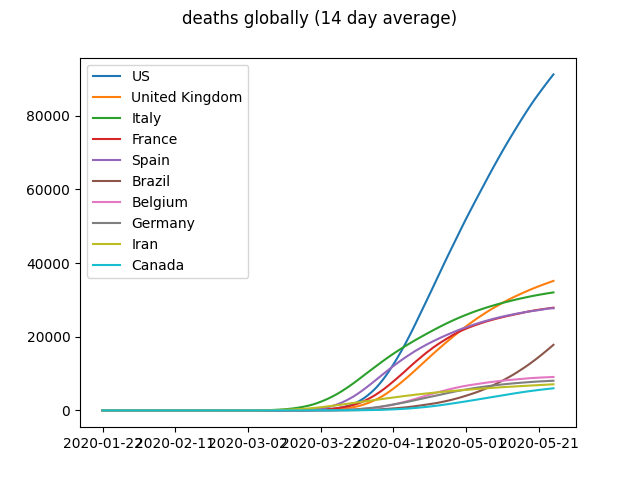 deaths globally (14 day average)
US
United Kingdom
Italy
France
Spain
Brazil
Belgium
Germany
Iran
Canada
80000
60000
40000
20000
0
2020-01-22 2020-02-11 2020-03-02 2020-03-22 2020-04-11 2020-05-01 2020-05-21